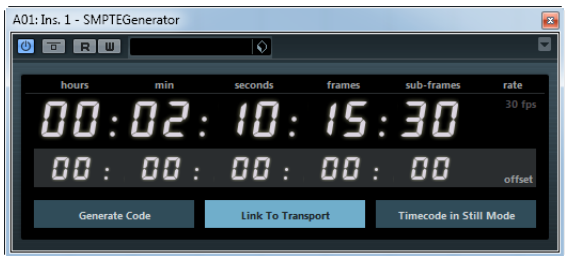 A01: Ins. 1 - SMPTEGenerator
R W
hours min seconds frames sub-frames rate
00: 02: 10: 15: 30 30 fps
00: 00: 00: 00: 00 offset
Generate Code Link To Transport Timecode in Still Mode